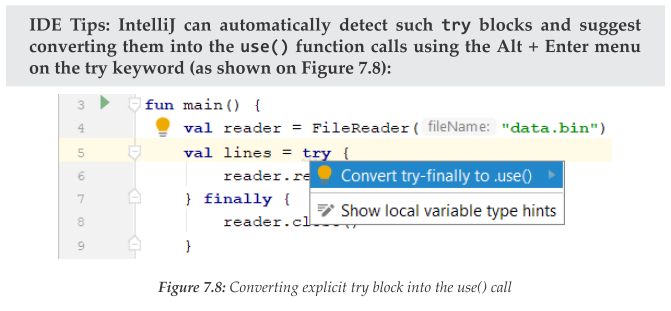 IDE Tips: IntelliJ can automatically detect such try blocks and suggest
converting them into the use() function calls using the Alt + Enter menu
on the try keyword (as shown on Figure 7.8):
3 fun main() {
4 val reader = FileReader( fileName: "data.bin")
5 val lines = try {
6 reader.re
Convert try-finally to .use()
7 } finally {
Show local variable type hints
8 reader.cl
9 }
Figure 7.8: Converting explicit try block into the use() call